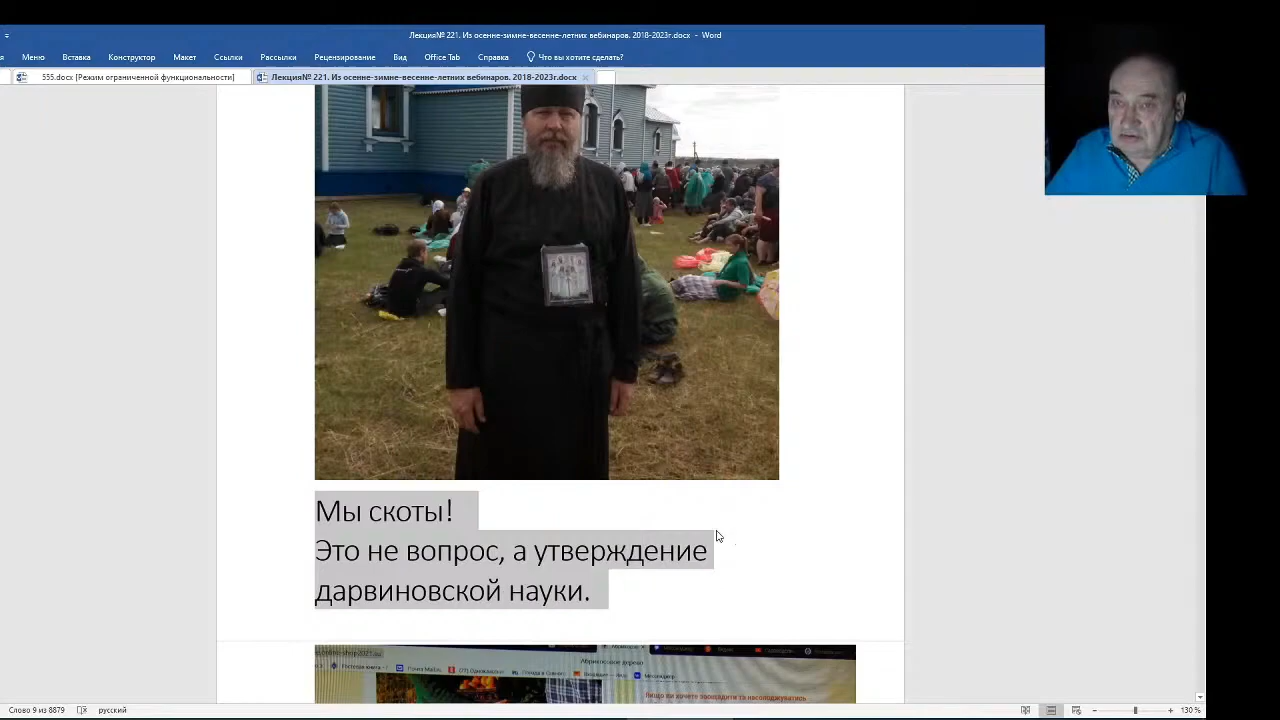 Лекция№ 221. Из осенне-зимне-весенне-летних вебинаров. 2018-2023г.docx - Word
Меню Вставка Конструктор Макет Ссылки Рассылки Рецензирование Вид Office Tab Что вы хотите сделать?
555.docx [Режим ограниченной функциональности] Лекция№ 221. Из осенне-зимне-весенне-летних вебинаров. 2018-2023г.docx
Мы скоты!
Это не вопрос, а утверждение
дарвиновской науки.
Абрикосовое дерево
Слово 9 из 8879 русский 130 %